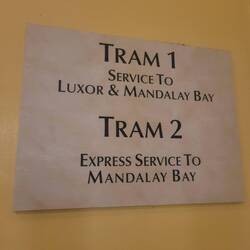 TRAM 1
SERVICE TO
LUXOR & MANDALAY BAY
TRAM 2
EXPRESS SERVICE TO
MANDALAY BAY